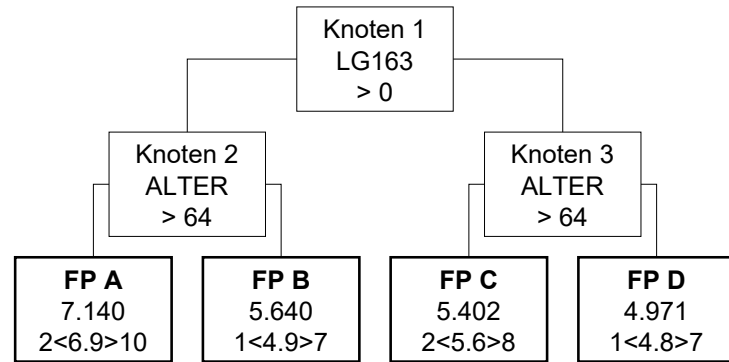 Knoten 1
LG163
> 0
Knoten 2
ALTER
> 64
Knoten 3
ALTER
> 64
FP A
7.140
2<6.9>10
FP B
5.640
1<4.9>7
FP C
5.402
2<5.6>8
FP D
4.971
1<4.8>7